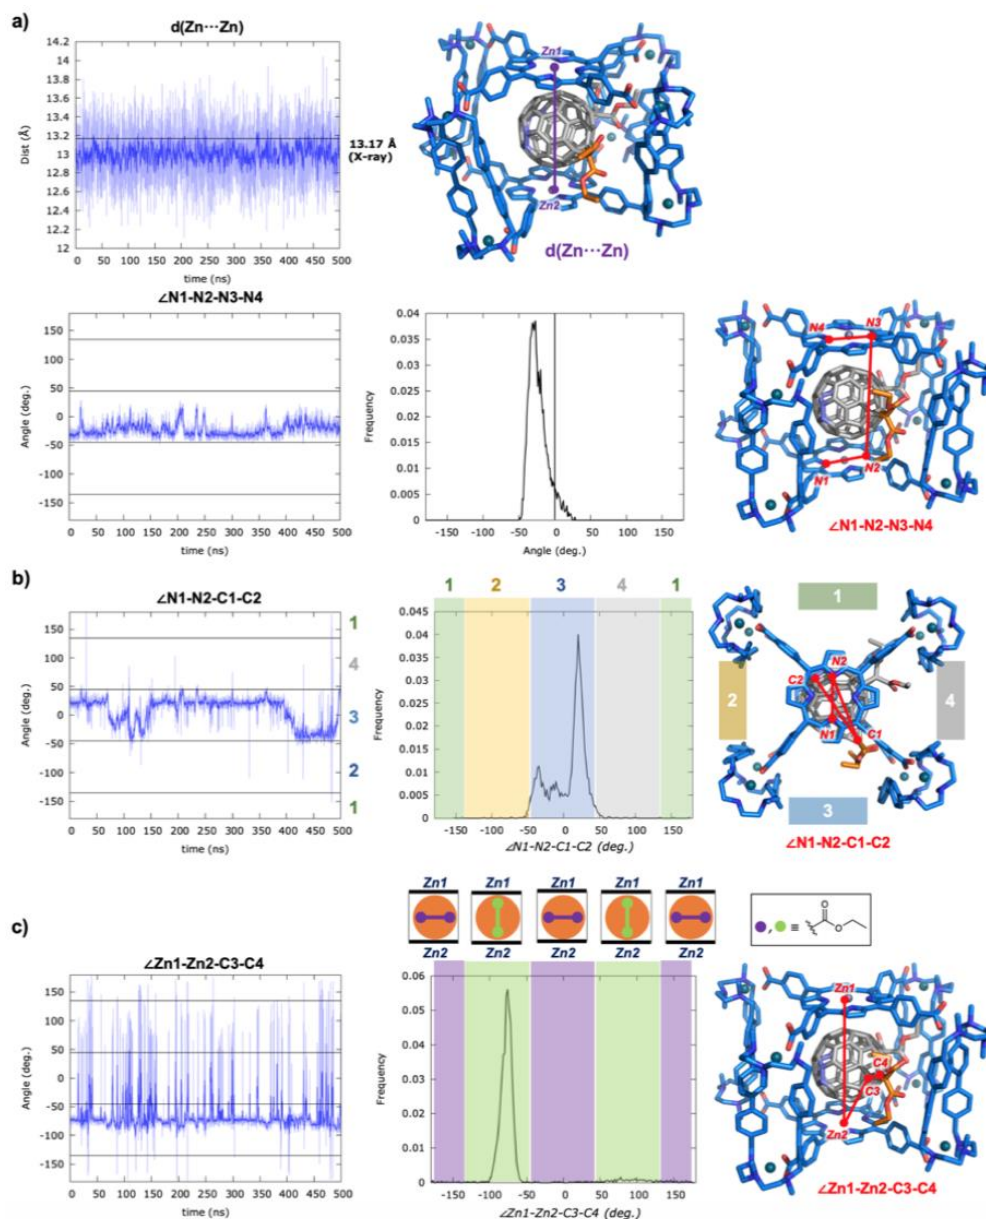 a)
d(Zn···Zn)
14.2
14
13.8
13.6
13.4
13.2
13
12.8
12.6
12.4
12.2
12
Dist (Å)
0 50 100 150 200 250 300 350 400 450 500
time (ns)
13.17 Å
(X-ray)
Zn1
Zn2
d(Zn···Zn)
∠N1-N2-N3-N4
150
100
50
0
-50
-100
-150
Angle (deg.)
0 50 100 150 200 250 300 350 400 450 500
time (ns)
0.04
0.035
0.03
0.025
0.02
0.015
0.01
0.005
0
Frequency
-150 -100 -50 0 50 100 150
Angle (deg.)
N4
N3
N1
N2
∠N1-N2-N3-N4
b)
∠N1-N2-C1-C2
150
100
50
0
-50
-100
-150
Angle (deg.)
0 50 100 150 200 250 300 350 400 450 500
time (ns)
1
4
3
2
1
1 2 3 4 1
0.045
0.04
0.035
0.03
0.025
0.02
0.015
0.01
0.005
0
Frequency
-150 -100 -50 0 50 100 150
∠N1-N2-C1-C2 (deg.)
1
2
4
3
C2
N2
N1
C1
∠N1-N2-C1-C2
c)
∠Zn1-Zn2-C3-C4
150
100
50
0
-50
-100
-150
Angle (deg.)
0 50 100 150 200 250 300 350 400 450 500
time (ns)
Zn1 Zn1 Zn1 Zn1 Zn1
Zn2 Zn2 Zn2 Zn2 Zn2
0.06
0.05
0.04
0.03
0.02
0.01
0
Frequency
-150 -100 -50 0 50 100 150
∠Zn1-Zn2-C3-C4 (deg.)
, ≡
O
O
Zn1
C4
C3
Zn2
∠Zn1-Zn2-C3-C4